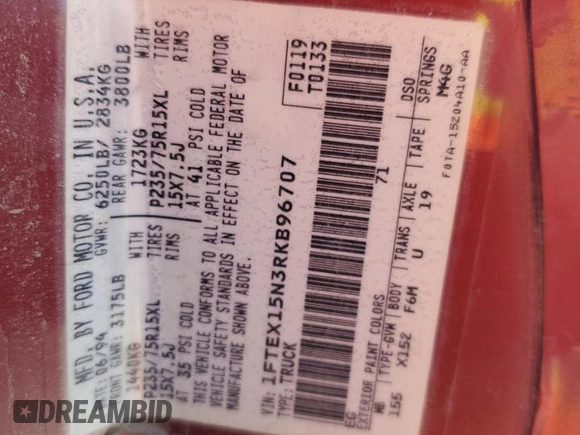 MFD. BY FORD MOTOR CO. IN U.S.A.
06/94 GVWR: 6250LB/ 2834KG
FRONT GAWR: 3175LB REAR GAWR: 3800LB
1440KG WITH 1723KG WITH
P235/75R15XL TIRES P235/75R15XL TIRES
15X7.5J RIMS 15X7.5J RIMS
AT 35 PSI COLD AT 41 PSI COLD
THIS VEHICLE CONFORMS TO ALL APPLICABLE FEDERAL MOTOR
VEHICLE SAFETY STANDARDS IN EFFECT ON THE DATE OF
MANUFACTURE SHOWN ABOVE.
F0119
T0133
VIN: 1FTEX15N3RKB96707
TYPE: TRUCK
EG 71
EXTERIOR PAINT COLORS DSO
WB TYPE-GVW BODY TRANS AXLE TAPE SPRINGS
155 X152 F6M U 19 M4G
F0TA-15204A10-AA
DREAMBID